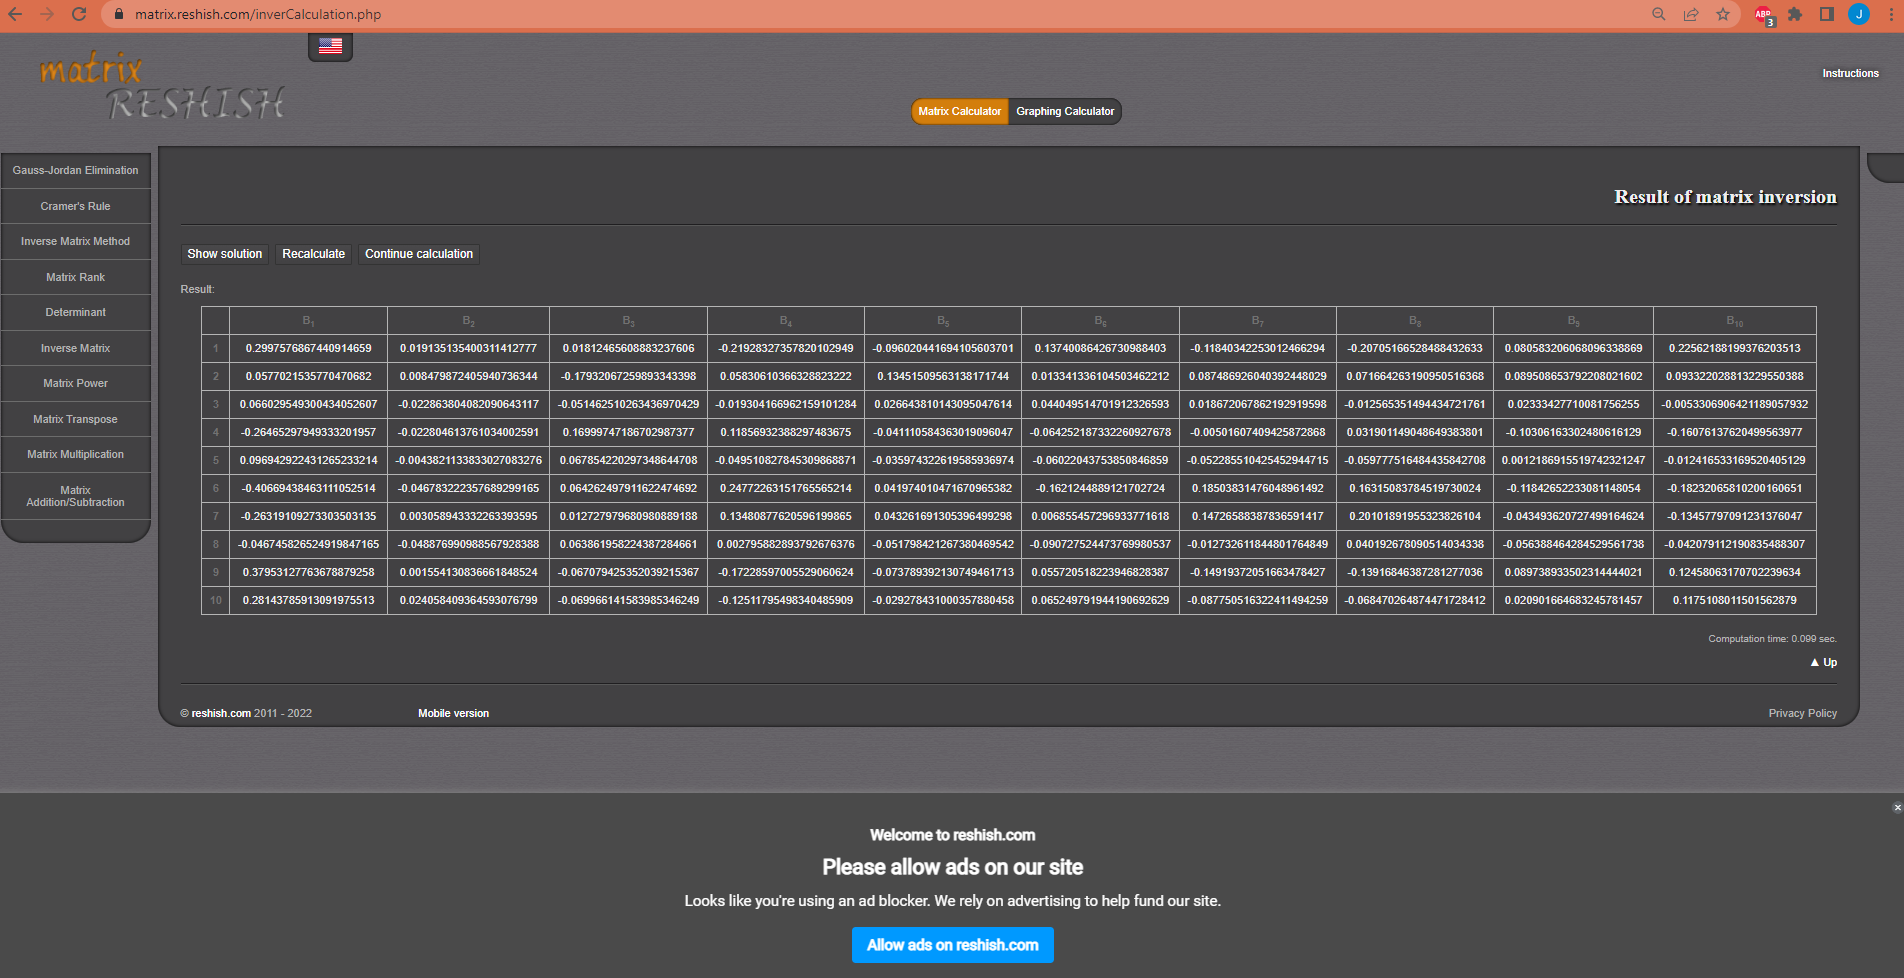 matrix.reshish.com/inverCalculation.php
ABP
3
J
matrix
RESHISH
Instructions
Matrix Calculator Graphing Calculator
Gauss-Jordan Elimination
Cramer's Rule
Inverse Matrix Method
Matrix Rank
Determinant
Inverse Matrix
Matrix Power
Matrix Transpose
Matrix Multiplication
Matrix
Addition/Subtraction
Result of matrix inversion
Show solution Recalculate Continue calculation
Result:
B1 B2 B3 B4 B5 B6 B7 B8 B9 B10
1 0.2997576867440914659 0.019135135400311412777 0.01812465608883237606 -0.21928327357820102949 -0.096020441694105603701 0.13740086426730988403 -0.11840342253012466294 -0.20705166528488432633 0.080583206068096338869 0.22562188199376203513
2 0.0577021535770470682 0.008479872405940736344 -0.17932067259893343398 0.05830610366328823222 0.13451509563138171744 0.013341336104503462212 0.087486926040392448029 0.071664263190950516368 0.089508653792208021602 0.093322028813229550388
3 0.066029549300434052607 -0.022863804082090643117 -0.051462510263436970429 -0.019304166962159101284 0.026643810143095047614 0.044049514701912326593 0.018672067862192919598 -0.012565351494434721761 0.02333427710081756255 -0.0053306906421189057932
4 -0.26465297949333201957 -0.022804613761034002591 0.16999747186702987377 0.11856932388297483675 -0.041110584363019096047 -0.064252187332260927678 -0.00501607409425872868 0.031901149048649383801 -0.10306163302480616129 -0.16076137620499563977
5 0.096942922431265233214 -0.0043821133833027083276 0.067854220297348644708 -0.049510827845309868871 -0.035974322619585936974 -0.06022043753850846859 -0.052285510425452944715 -0.059777516484435842708 0.0012186915519742321247 -0.012416533169520405129
6 -0.40669438463111052514 -0.046783222357689299165 0.064262497911622474692 0.24772263151765565214 0.041974010471670965382 -0.1621244889121702724 0.18503831476048961492 0.16315083784519730024 -0.11842652233081148054 -0.18232065810200160651
7 -0.26319109273303503135 0.003058943332263393595 0.012727979680980889188 0.13480877620596199865 0.043261691305396499298 0.006855457296933771618 0.14726588387836591417 0.20101891955323826104 -0.043493620727499164624 -0.13457797091231376047
8 -0.046745826524919847165 -0.048876990988567928388 0.063861958224387284661 0.002795882893792676376 -0.051798421267380469542 -0.090727524473769980537 -0.012732611844801764849 0.040192678090514034338 -0.056388464284529561738 -0.042079112190835488307
9 0.37953127763678879258 0.001554130836661848524 -0.067079425352039215367 -0.17228597005529060624 -0.073789392130749461713 0.055720518223946828387 -0.14919372051663478427 -0.13916846387281277036 0.089738933502314444021 0.12458063170702239634
10 0.28143785913091975513 0.024058409364593076799 -0.069966141583985346249 -0.12511795498340485909 -0.029278431000357880458 0.065249791944190692629 -0.087750516322411494259 -0.068470264874471728412 0.020901664683245781457 0.1175108011501562879
Computation time: 0.099 sec.
▲ Up
© reshish.com 2011 - 2022 Mobile version Privacy Policy
Welcome to reshish.com
Please allow ads on our site
Looks like you're using an ad blocker. We rely on advertising to help fund our site.
Allow ads on reshish.com